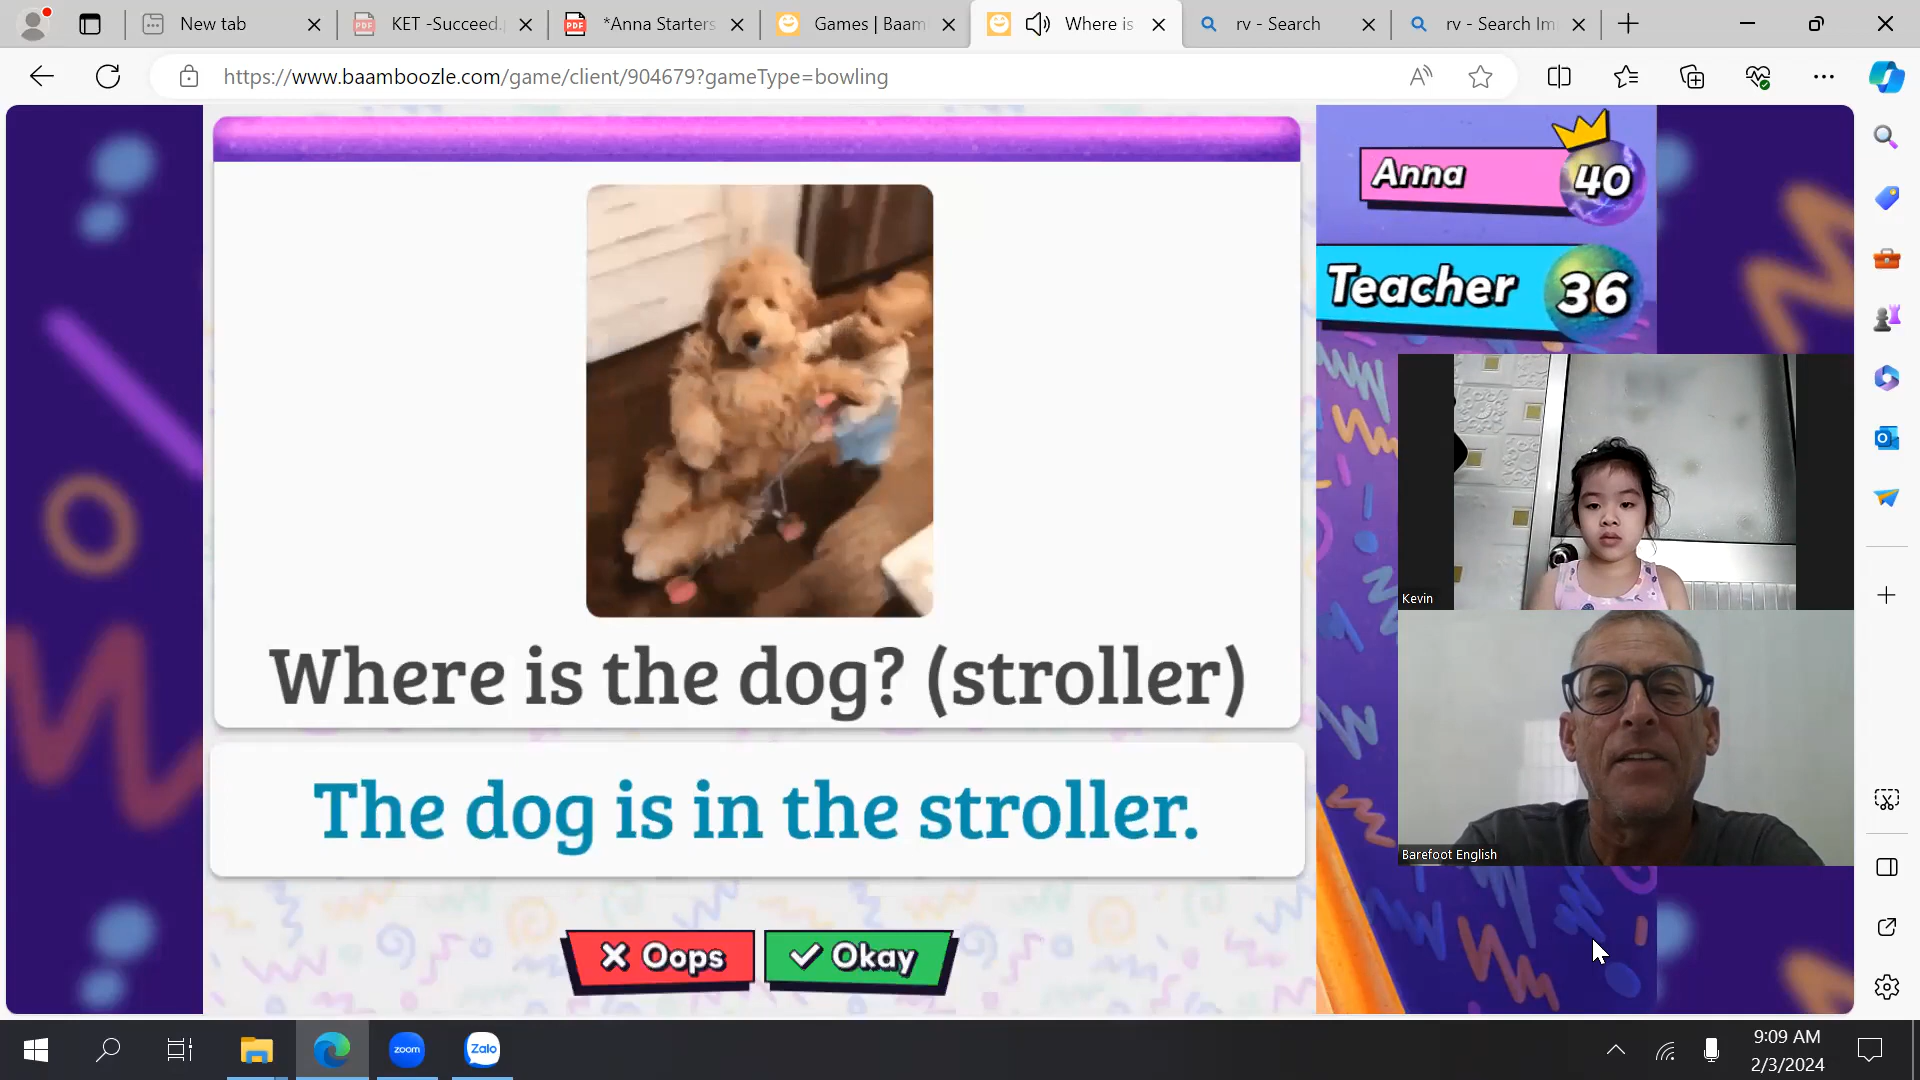 New tab
KET -Succeed.
*Anna Starters
Games | Baam
Where is
rv - Search
rv - Search Im
https://www.baamboozle.com/game/client/904679?gameType=bowling
Anna
40
Teacher
36
Where is the dog? (stroller)
The dog is in the stroller.
Oops
Okay
Kevin
Barefoot English
zoom
Zalo
9:09 AM
2/3/2024